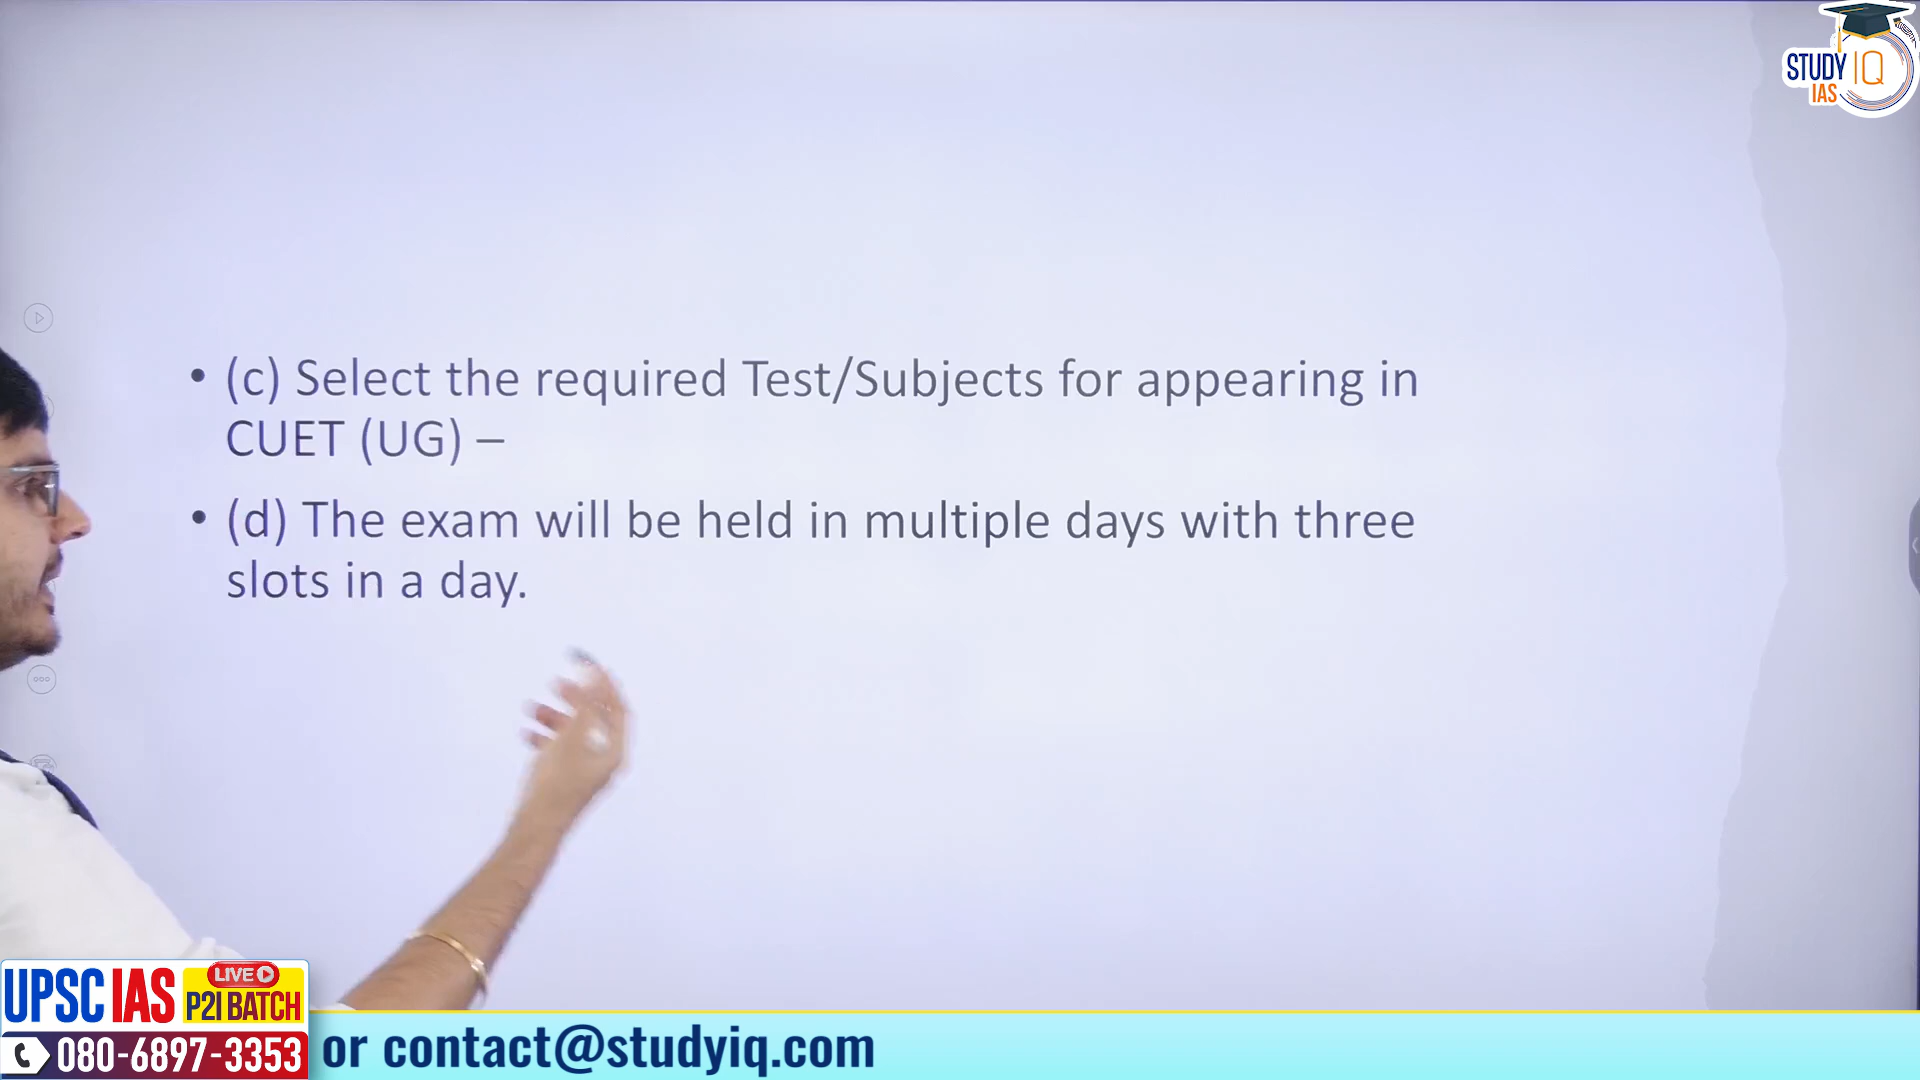 STUDY IQ
IAS
• (c) Select the required Test/Subjects for appearing in
CUET (UG) –
• (d) The exam will be held in multiple days with three
slots in a day.
UPSC IAS
LIVE
P2I BATCH
080-6897-3353
or contact@studyiq.com